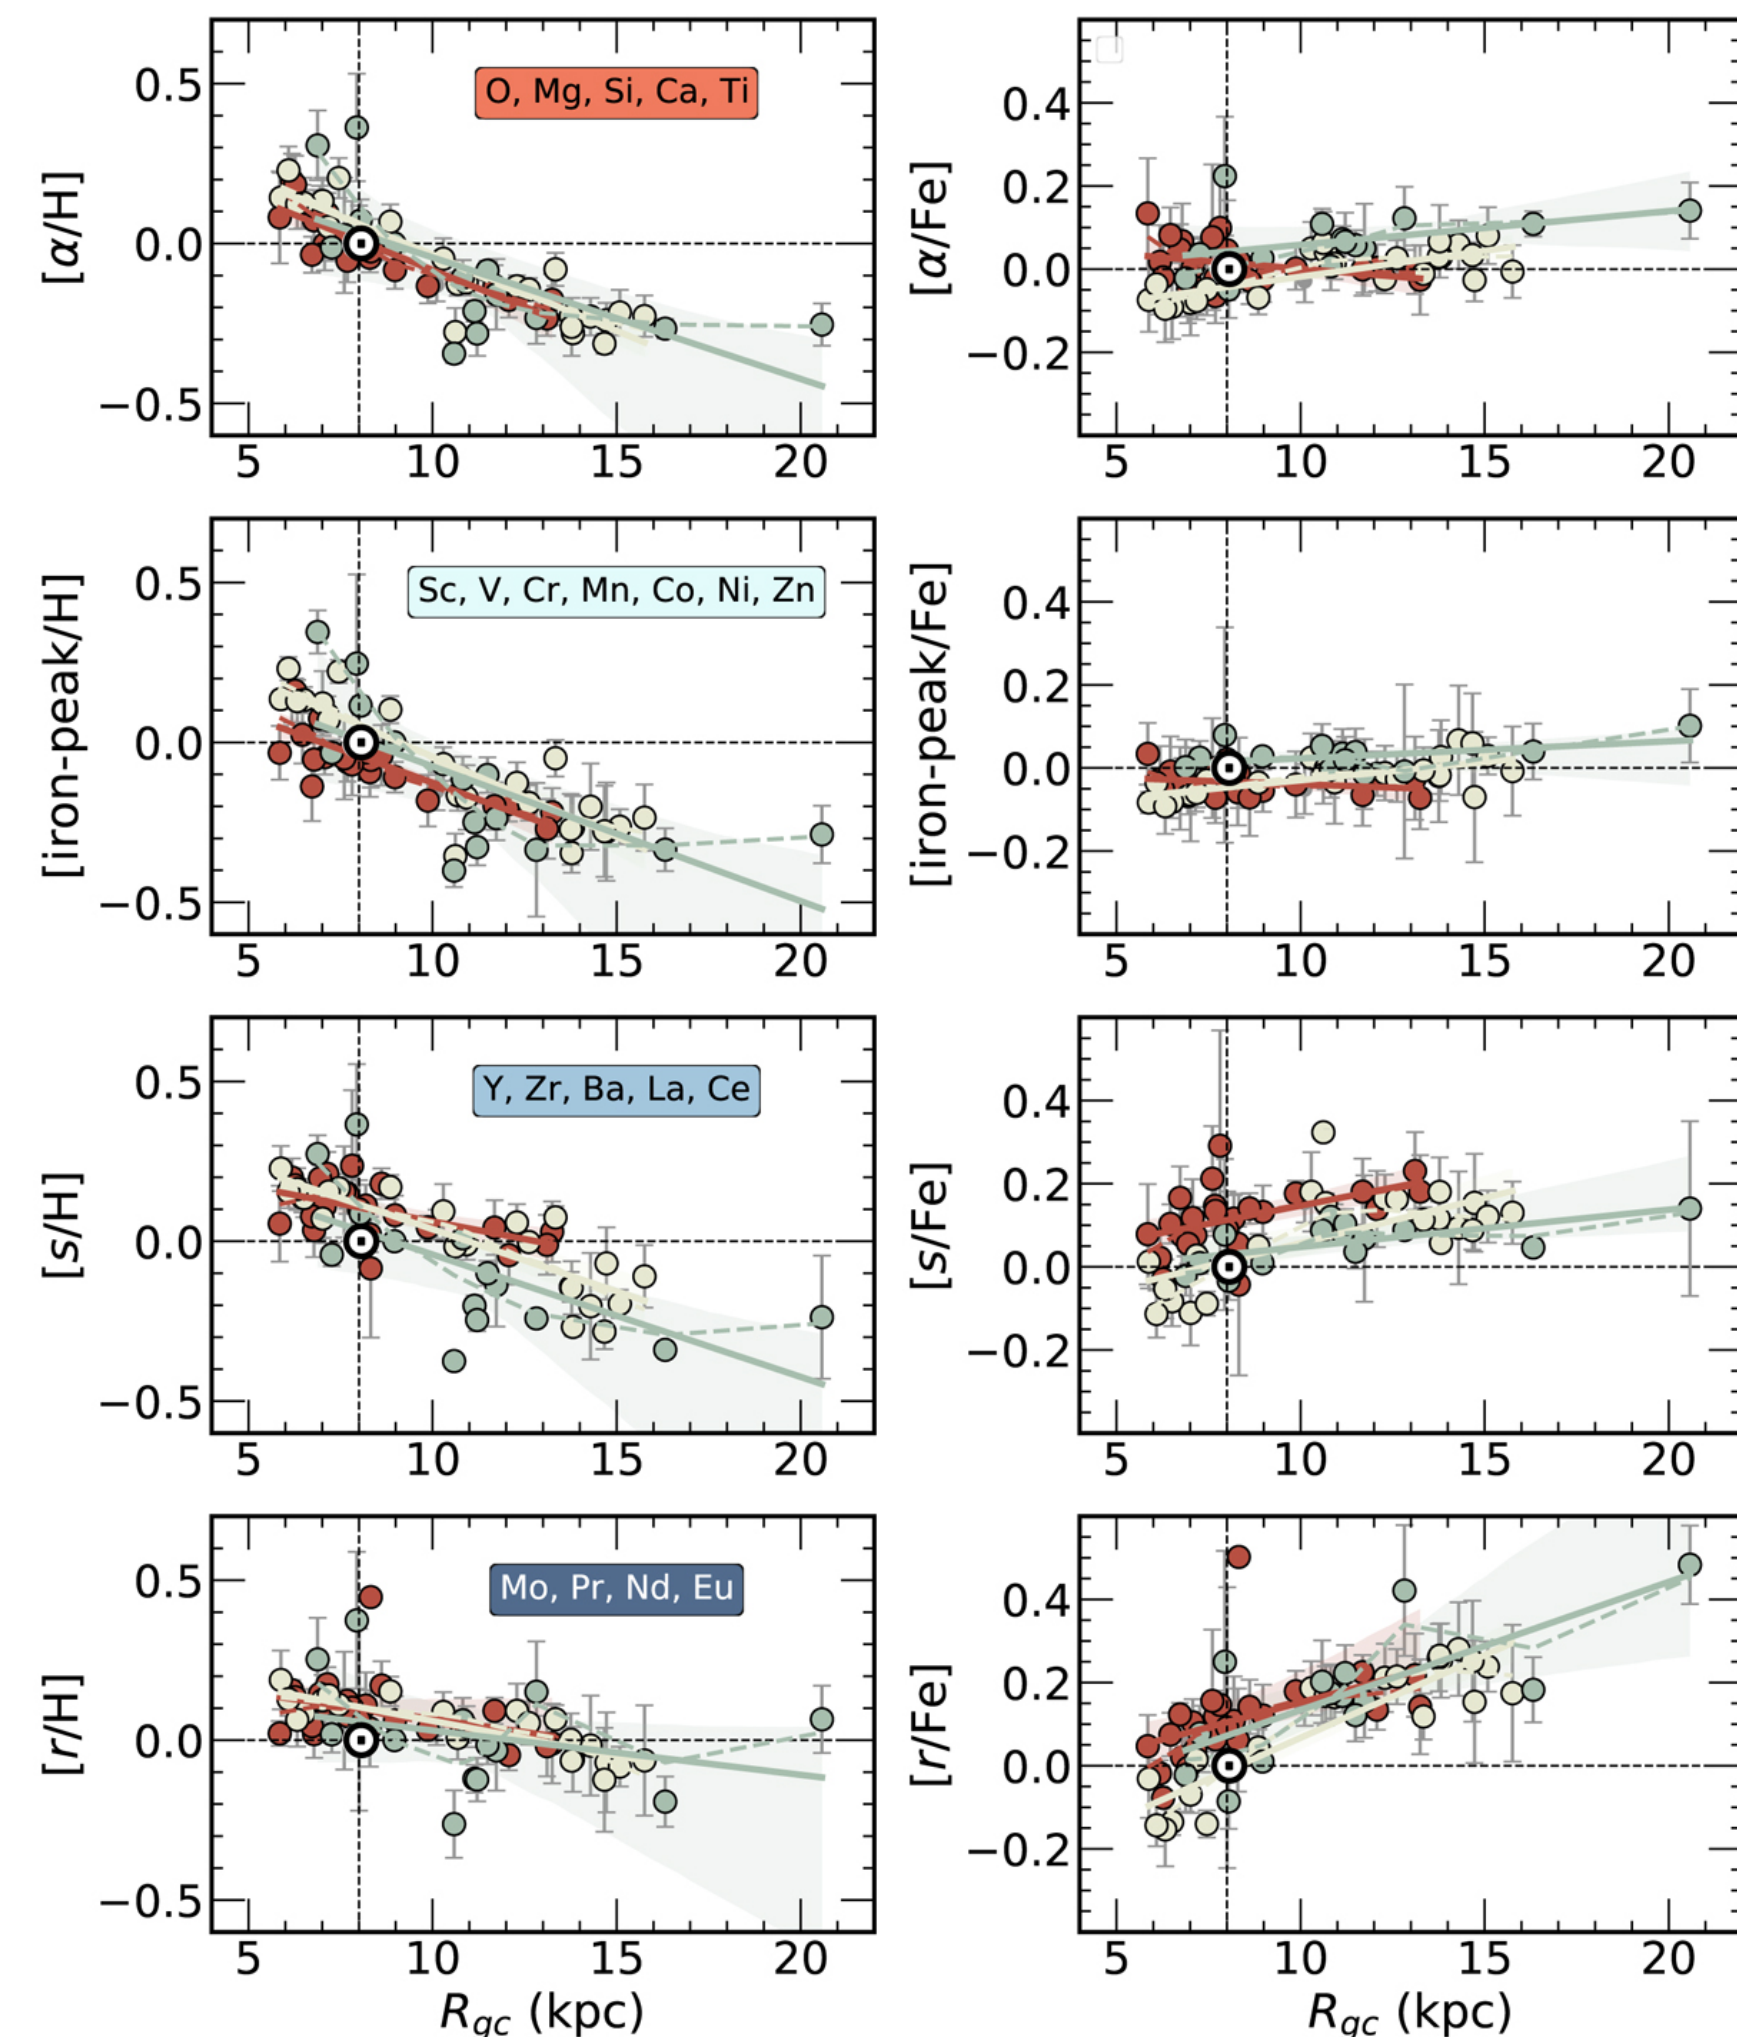 [α/H]
0.5
0.0
−0.5
O, Mg, Si, Ca, Ti
5 10 15 20
[α/Fe]
0.4
0.2
0.0
−0.2
5 10 15 20
[iron-peak/H]
0.5
0.0
−0.5
Sc, V, Cr, Mn, Co, Ni, Zn
5 10 15 20
[iron-peak/Fe]
0.4
0.2
0.0
−0.2
5 10 15 20
[s/H]
0.5
0.0
−0.5
Y, Zr, Ba, La, Ce
5 10 15 20
[s/Fe]
0.4
0.2
0.0
−0.2
5 10 15 20
[r/H]
0.5
0.0
−0.5
Mo, Pr, Nd, Eu
5 10 15 20
Rgc (kpc)
[r/Fe]
0.4
0.2
0.0
−0.2
5 10 15 20
Rgc (kpc)